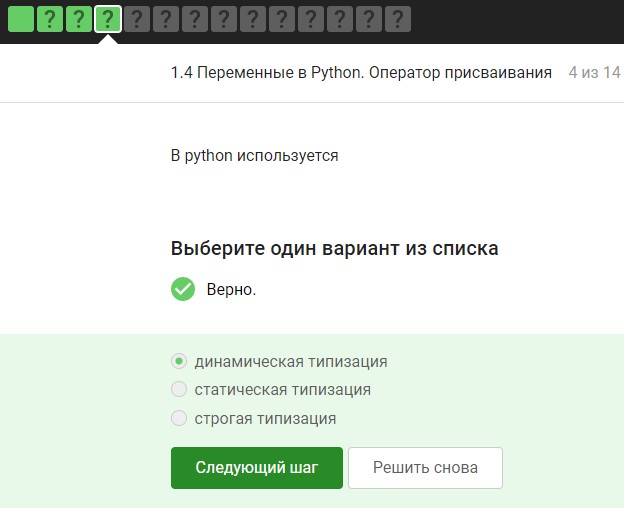 ? ? ? ? ? ? ? ? ? ? ? ? ?
1.4 Переменные в Python. Оператор присваивания 4 из 14
В python используется
Выберите один вариант из списка
Верно.
динамическая типизация
статическая типизация
строгая типизация
Следующий шаг Решить снова